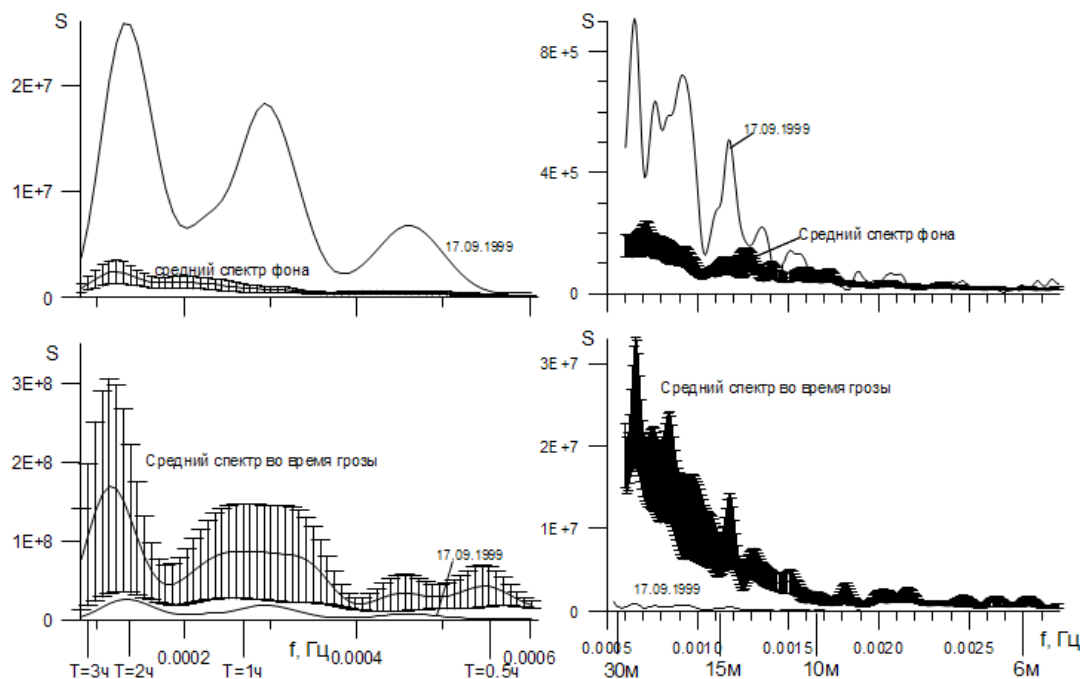 S
2E+7
1E+7
0
17.09.1999
средний спектр фона
S
8E+5
4E+5
0
17.09.1999
Средний спектр фона
S
3E+8
2E+8
1E+8
0
Средний спектр во время грозы
17.09.1999
0.0002
f, Гц
0.0004
0.0006
T=3ч
T=2ч
T=1ч
T=0.5ч
S
3E+7
2E+7
1E+7
0
Средний спектр во время грозы
17.09.1999
0.0005
0.0010
0.0015
0.0020
0.0025
f, Гц
30м
15м
10м
6м